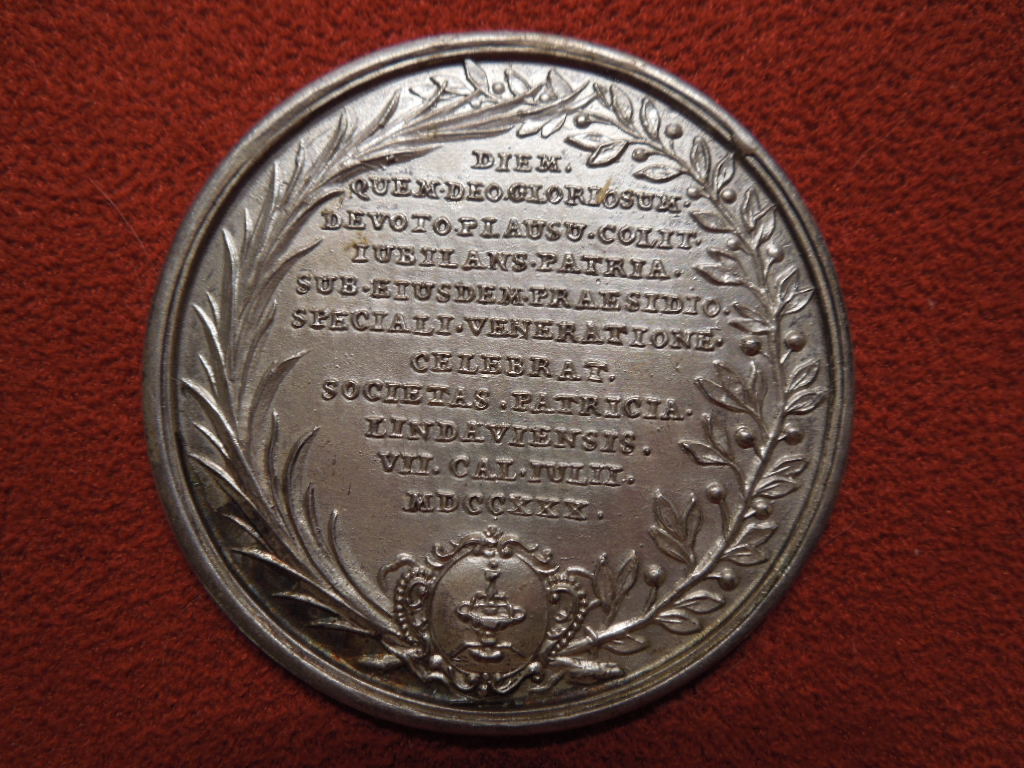 DIEM.
QUEM·DEO·GLORIOSUM·
DEVOTO·PLAUSU·COLIT·
IUBILANS·PATRIA.
SUB·EIUSDEM·PRAESIDIO.
SPECIALI·VENERATIONE·
CELEBRAT.
SOCIETAS·PATRICIA·
LINDAVIENSIS.
VII. CAL·IULII.
MDCCXXX.